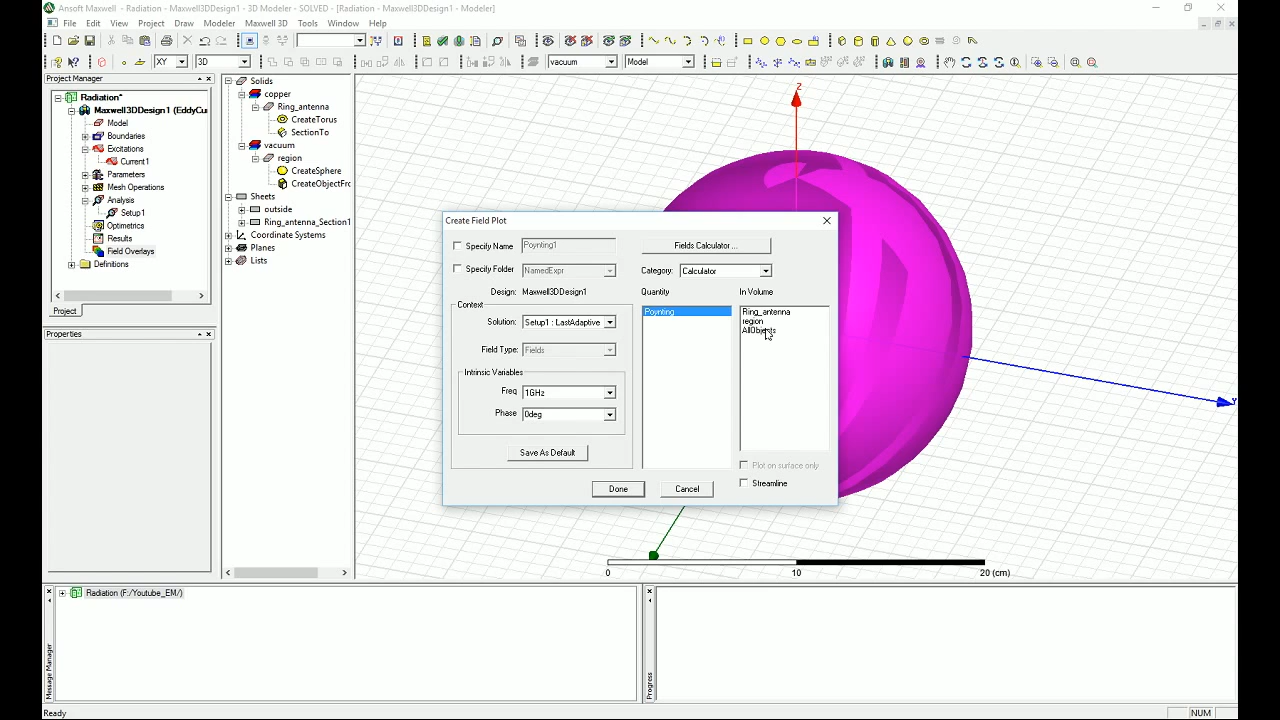 Ansoft Maxwell - Radiation - Maxwell3DDesign1 - 3D Modeler - SOLVED - [Radiation - Maxwell3DDesign1 - Modeler]
File Edit View Project Draw Modeler Maxwell 3D Tools Window Help
XY 3D vacuum Model
Project Manager
Radiation*
Maxwell3DDesign1 (EddyCu
Model
Boundaries
Excitations
Current1
Parameters
Mesh Operations
Analysis
Setup1
Optimetrics
Results
Field Overlays
Definitions
Project
Properties
Solids
copper
Ring_antenna
CreateTorus
SectionTo
vacuum
region
CreateSphere
CreateObjectFrc
Sheets
outside
Ring_antenna_Section1
Coordinate Systems
Planes
Lists
Z
Y
0 10 20 (cm)
Create Field Plot
Specify Name Poynting1 Fields Calculator ...
Specify Folder NamedExpr Category: Calculator
Design: Maxwell3DDesign1 Quantity In Volume
Context
Solution: Setup1 : LastAdaptive
Field Type: Fields
Intrinsic Variables
Freq 1GHz
Phase 0deg
Save As Default
Poynting
Ring_antenna
region
AllObjects
Plot on surface only
Streamline
Done Cancel
Radiation (F:/Youtube_EM/)
Message Manager
Progress
Ready NUM